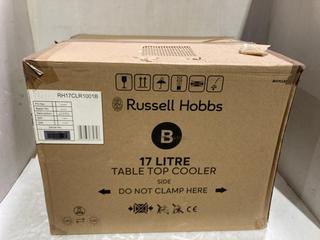 RH17CLR1001B
Russell Hobbs
B
17 LITRE
TABLE TOP COOLER
SIDE
DO NOT CLAMP HERE